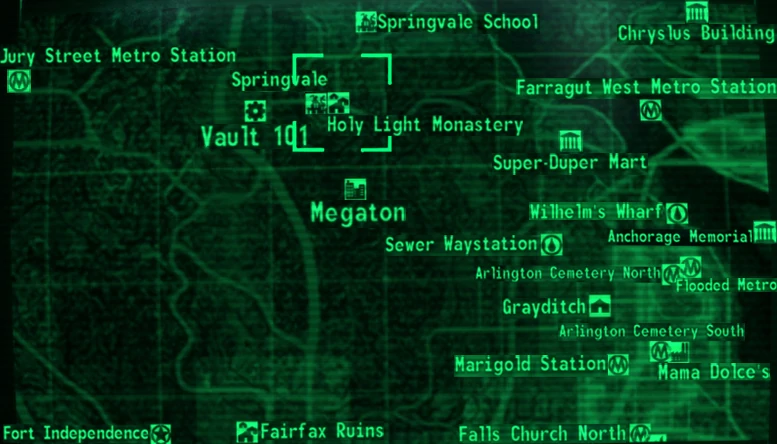 Springvale School
Chryslus Building
Jury Street Metro Station
Springvale
Farragut West Metro Station
Holy Light Monastery
Vault 101
Super-Duper Mart
Megaton
Wilhelm's Wharf
Anchorage Memorial
Sewer Waystation
Arlington Cemetery North
Flooded Metro
Grayditch
Arlington Cemetery South
Marigold Station
Mama Dolce's
Fort Independence
Fairfax Ruins
Falls Church North